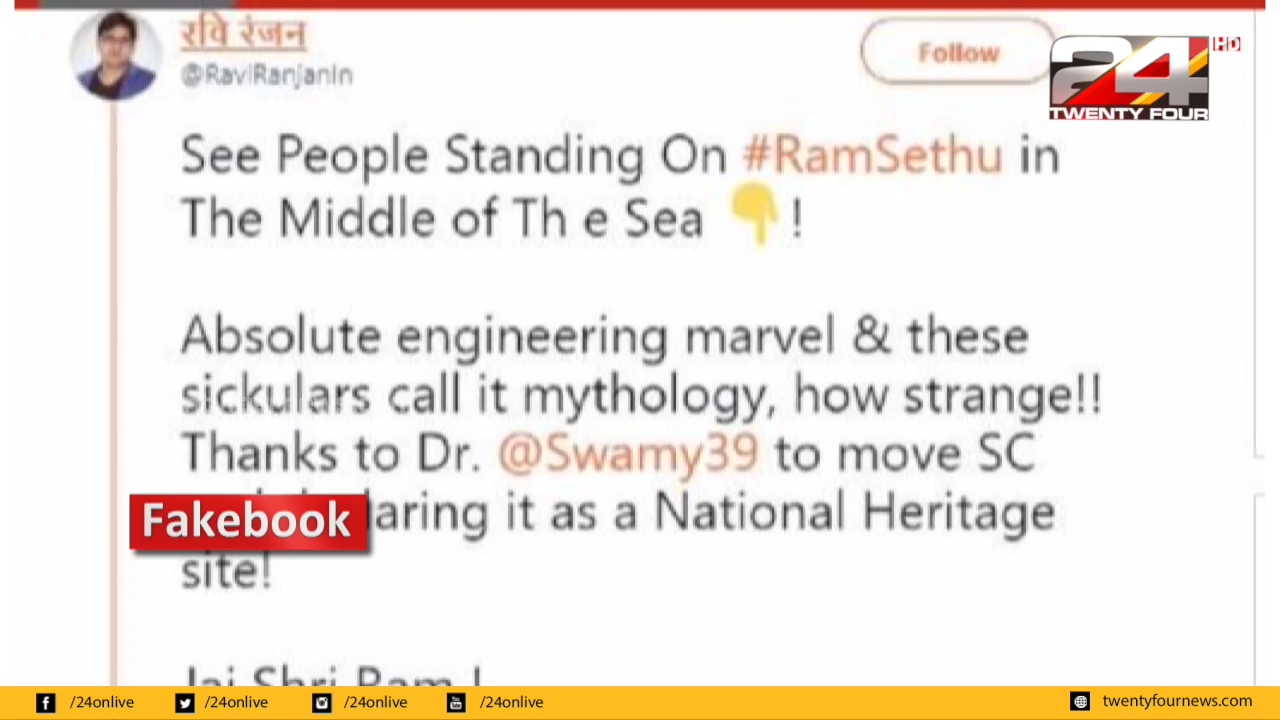 रवि रंजन
@RaviRanjanIn
Follow
24 HD
TWENTY FOUR
See People Standing On #RamSethu in
The Middle of Th e Sea 👇!
Absolute engineering marvel & these
sickulars call it mythology, how strange!!
Thanks to Dr. @Swamy39 to move SC
laring it as a National Heritage
Fakebook
site!
Jai Shri Ram !
/24onlive
/24onlive
/24onlive
/24onlive
twentyfournews.com